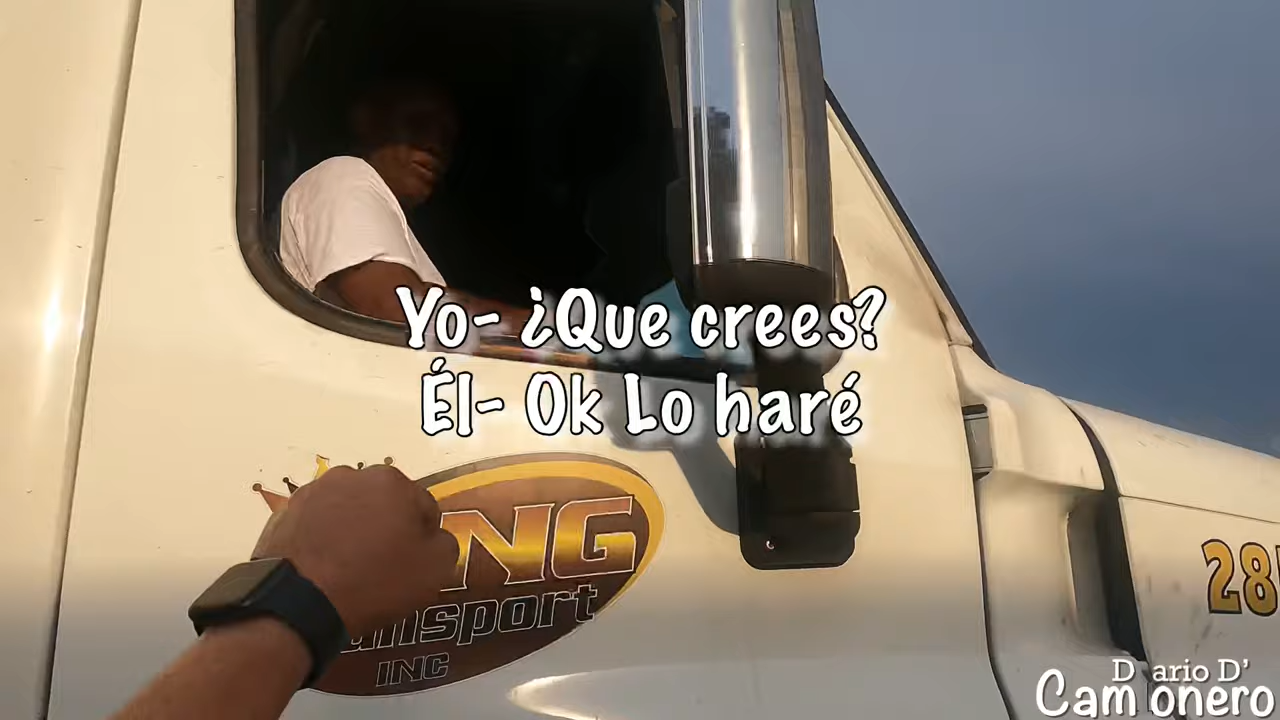 Yo- ¿Que crees?
Él- Ok Lo haré
NG
ansport
INC
28
D ario D'
Cam onero